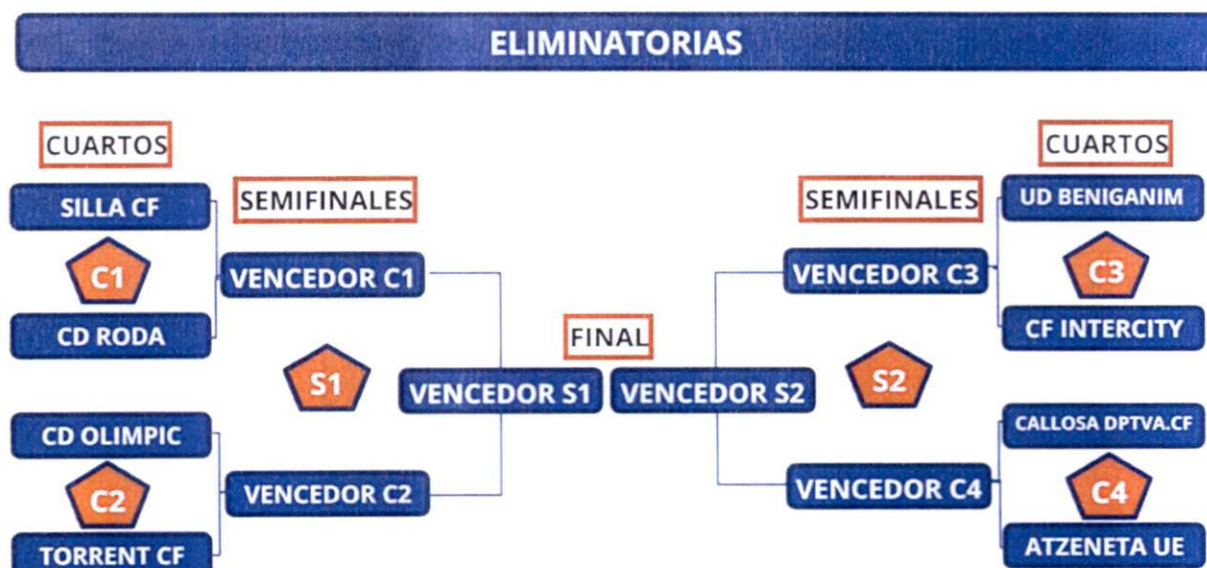 ELIMINATORIAS
CUARTOS
SILLA CF
C1
CD RODA
CD OLIMPIC
C2
TORRENT CF
SEMIFINALES
VENCEDOR C1
S1
VENCEDOR C2
FINAL
VENCEDOR S1
VENCEDOR S2
SEMIFINALES
VENCEDOR C3
S2
VENCEDOR C4
CUARTOS
UD BENIGANIM
C3
CF INTERCITY
CALLOSA DPTVA.CF
C4
ATZENETA UE